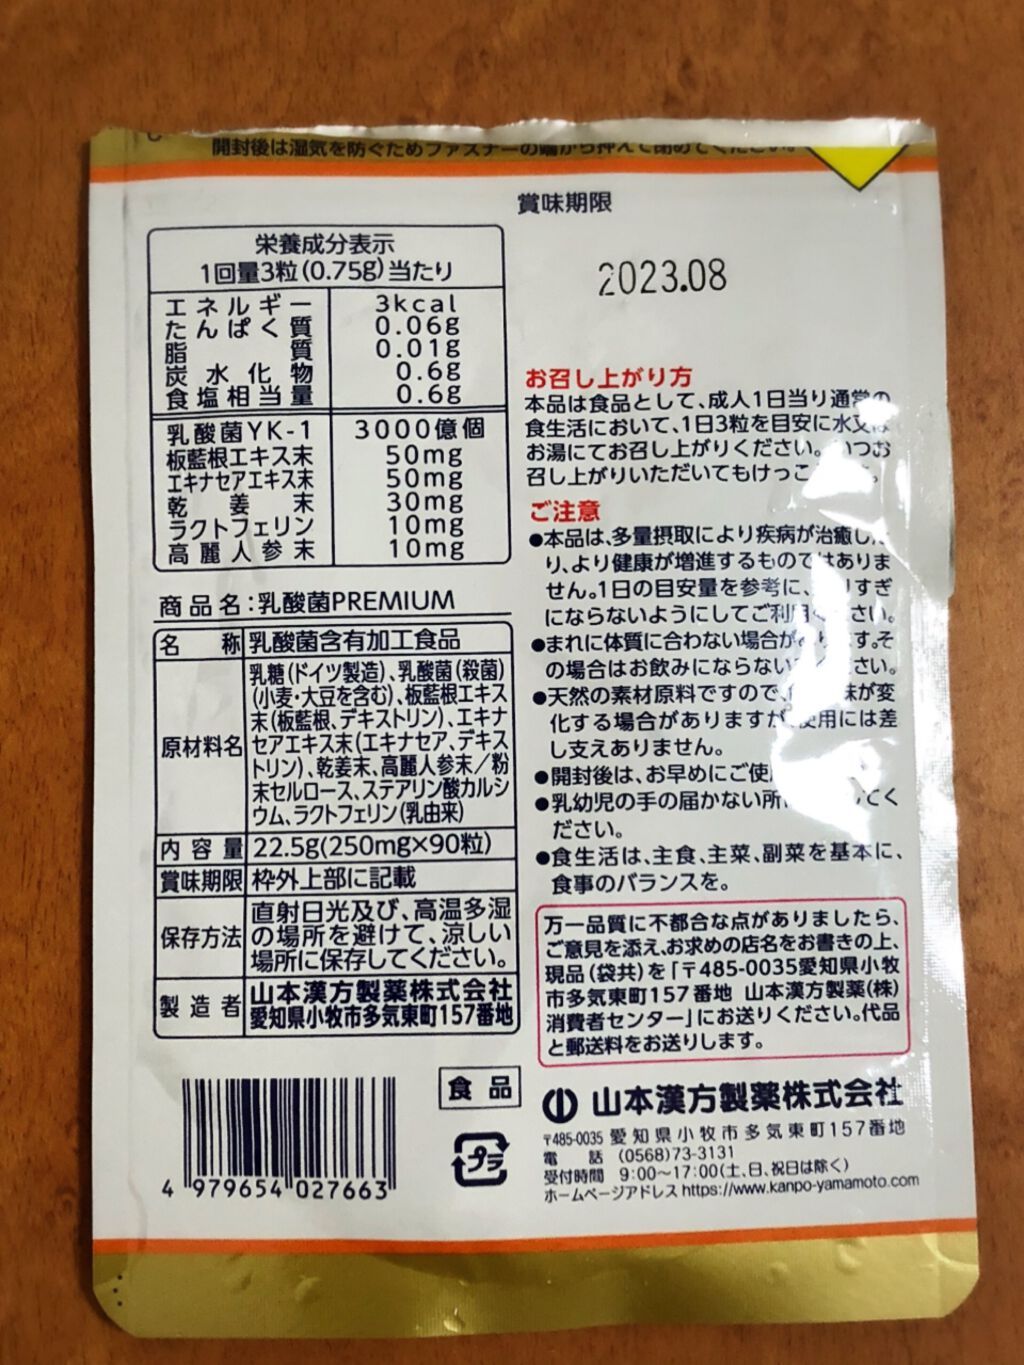 開封後は湿気を防ぐためファスナーの端から押えて閉めてください。
賞味期限
2023.08
栄養成分表示
1回量3粒(0.75g)当たり
エネルギー 3kcal
たんぱく質 0.06g
脂質 0.01g
炭水化物 0.6g
食塩相当量 0.6g
乳酸菌YK-1 3000億個
板藍根エキス末 50mg
エキナセアエキス末 50mg
乾姜末 30mg
ラクトフェリン 10mg
高麗人参末 10mg
商品名:乳酸菌PREMIUM
名称 乳酸菌含有加工食品
原材料名
乳糖(ドイツ製造)、乳酸菌(殺菌)
(小麦・大豆を含む)、板藍根エキス
末(板藍根、デキストリン)、エキナ
セアエキス末(エキナセア、デキス
トリン)、乾姜末、高麗人参末/粉
末セルロース、ステアリン酸カルシ
ウム、ラクトフェリン(乳由来)
内容量 22.5g(250mg×90粒)
賞味期限 枠外上部に記載
保存方法
直射日光及び、高温多湿
の場所を避けて、涼しい
場所に保存してください。
製造者
山本漢方製薬株式会社
愛知県小牧市多気東町157番地
お召し上がり方
本品は食品として、成人1日当り通常の
食生活において、1日3粒を目安に水又は
お湯にてお召し上がりください。いつお
召し上がりいただいてもけっこ
ご注意
●本品は、多量摂取により疾病が治癒した
り、より健康が増進するものではありま
せん。1日の目安量を参考に、りすぎ
にならないようにしてご利用ください。
●まれに体質に合わない場合があります。そ
の場合はお飲みにならないさい。
●天然の素材原料ですので、味が変
化する場合がありますが、使用には差
し支えありません。
●開封後は、お早めにご使
●乳幼児の手の届かない所してく
ださい。
●食生活は、主食、主菜、副菜を基本に、
食事のバランスを。
万一品質に不都合な点がありましたら、
ご意見を添え、お求めの店名をお書きの上、
現品(袋共)を「〒485-0035愛知県小牧
市多気東町157番地 山本漢方製薬(株)
消費者センター」にお送りください。代品
と郵送料をお送りします。
食品
プラ
4 979654 027663
山本漢方製薬株式会社
〒485-0035 愛知県小牧市多気東町157番地
電話 (0568)73-3131
受付時間 9:00~17:00(土、日、祝日は除く)
ホームページアドレス https://www.kanpo-yamamoto.com